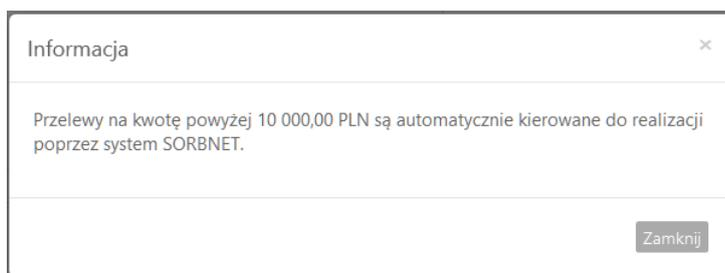 Informacja
×
Przelewy na kwotę powyżej 10 000,00 PLN są automatycznie kierowane do realizacji
poprzez system SORBNET.
Zamknij